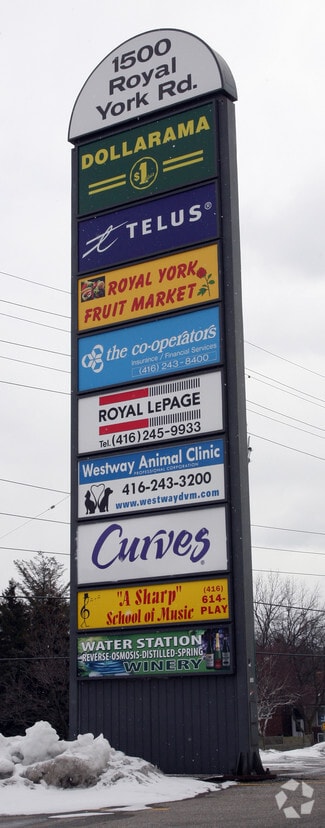 1500
Royal
York Rd.
DOLLARAMA
$1
TELUS®
ROYAL YORK
FRUIT MARKET
the co-operators
Insurance / Financial Services
(416) 243-8400
ROYAL LEPAGE
Tel.(416) 245-9933
Westway Animal Clinic
PROFESSIONAL CORPORATION
416-243-3200
www.westwaydvm.com
Curves®
"A Sharp"
School of Music
(416)
614-
PLAY
WATER STATION
REVERSE-OSMOSIS-DISTILLED-SPRING
WINERY